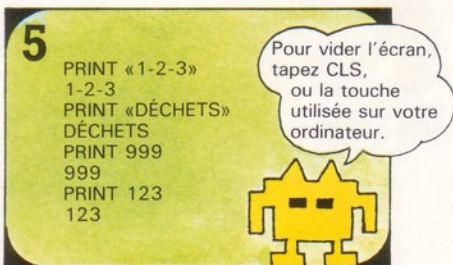 5
PRINT «1-2-3»
1-2-3
PRINT «DÉCHETS»
DÉCHETS
PRINT 999
999
PRINT 123
123
Pour vider l'écran,
tapez CLS,
ou la touche
utilisée sur votre
ordinateur.